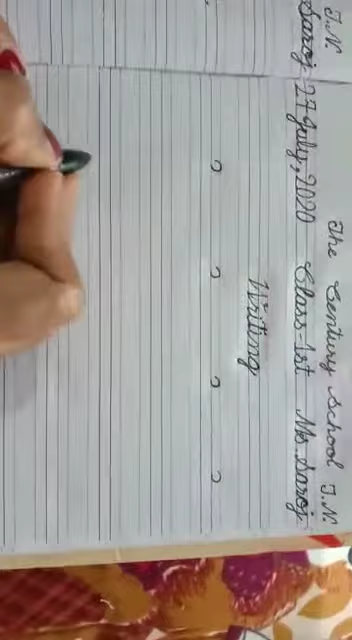 The Century School T.N.
27 July, 2020 Class-1st Ms. Saroj
Writing
c c c c
T.N.
Saroj